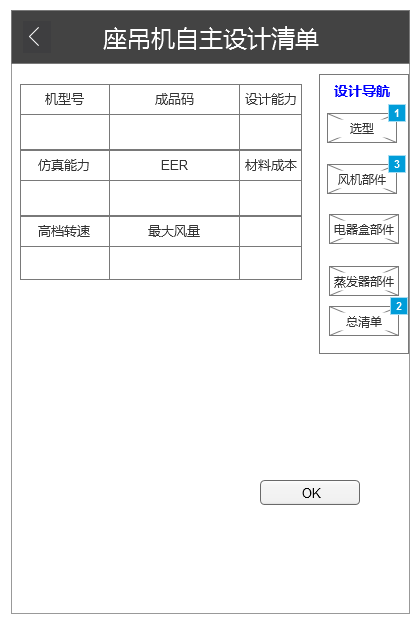 座吊机自主设计清单
机型号 成品码 设计能力
仿真能力 EER 材料成本
高档转速 最大风量
设计导航
1
选型
3
风机部件
电器盒部件
蒸发器部件
2
总清单
OK